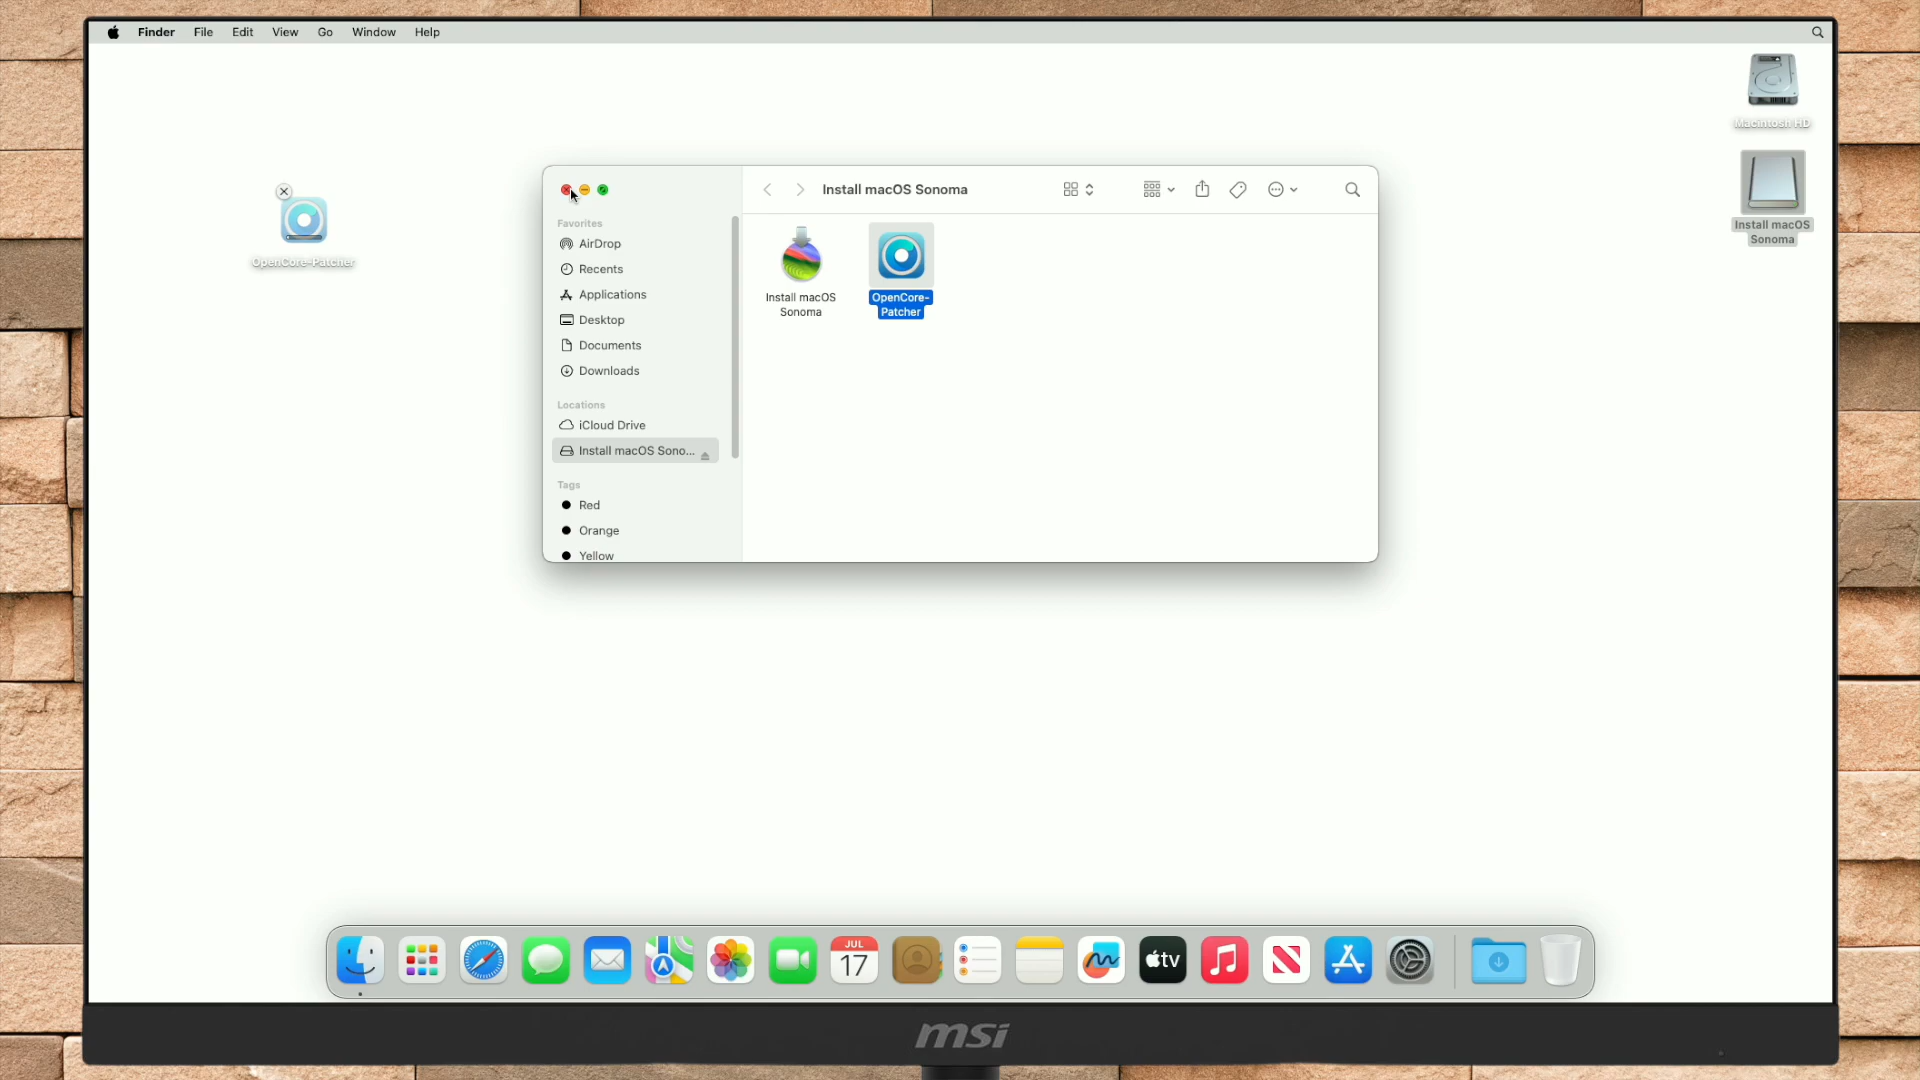 Finder File Edit View Go Window Help
Macintosh HD
Install macOS
Sonoma
OpenCore-Patcher
Install macOS Sonoma
Favorites
AirDrop
Recents
Applications
Desktop
Documents
Downloads
Locations
iCloud Drive
Install macOS Sono...
Tags
Red
Orange
Yellow
Install macOS
Sonoma
OpenCore-
Patcher
JUL
17
tv
msi